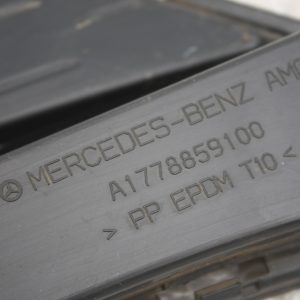 MERCEDES-BENZ AMG
A1778859100
> PP EPDM T10 <